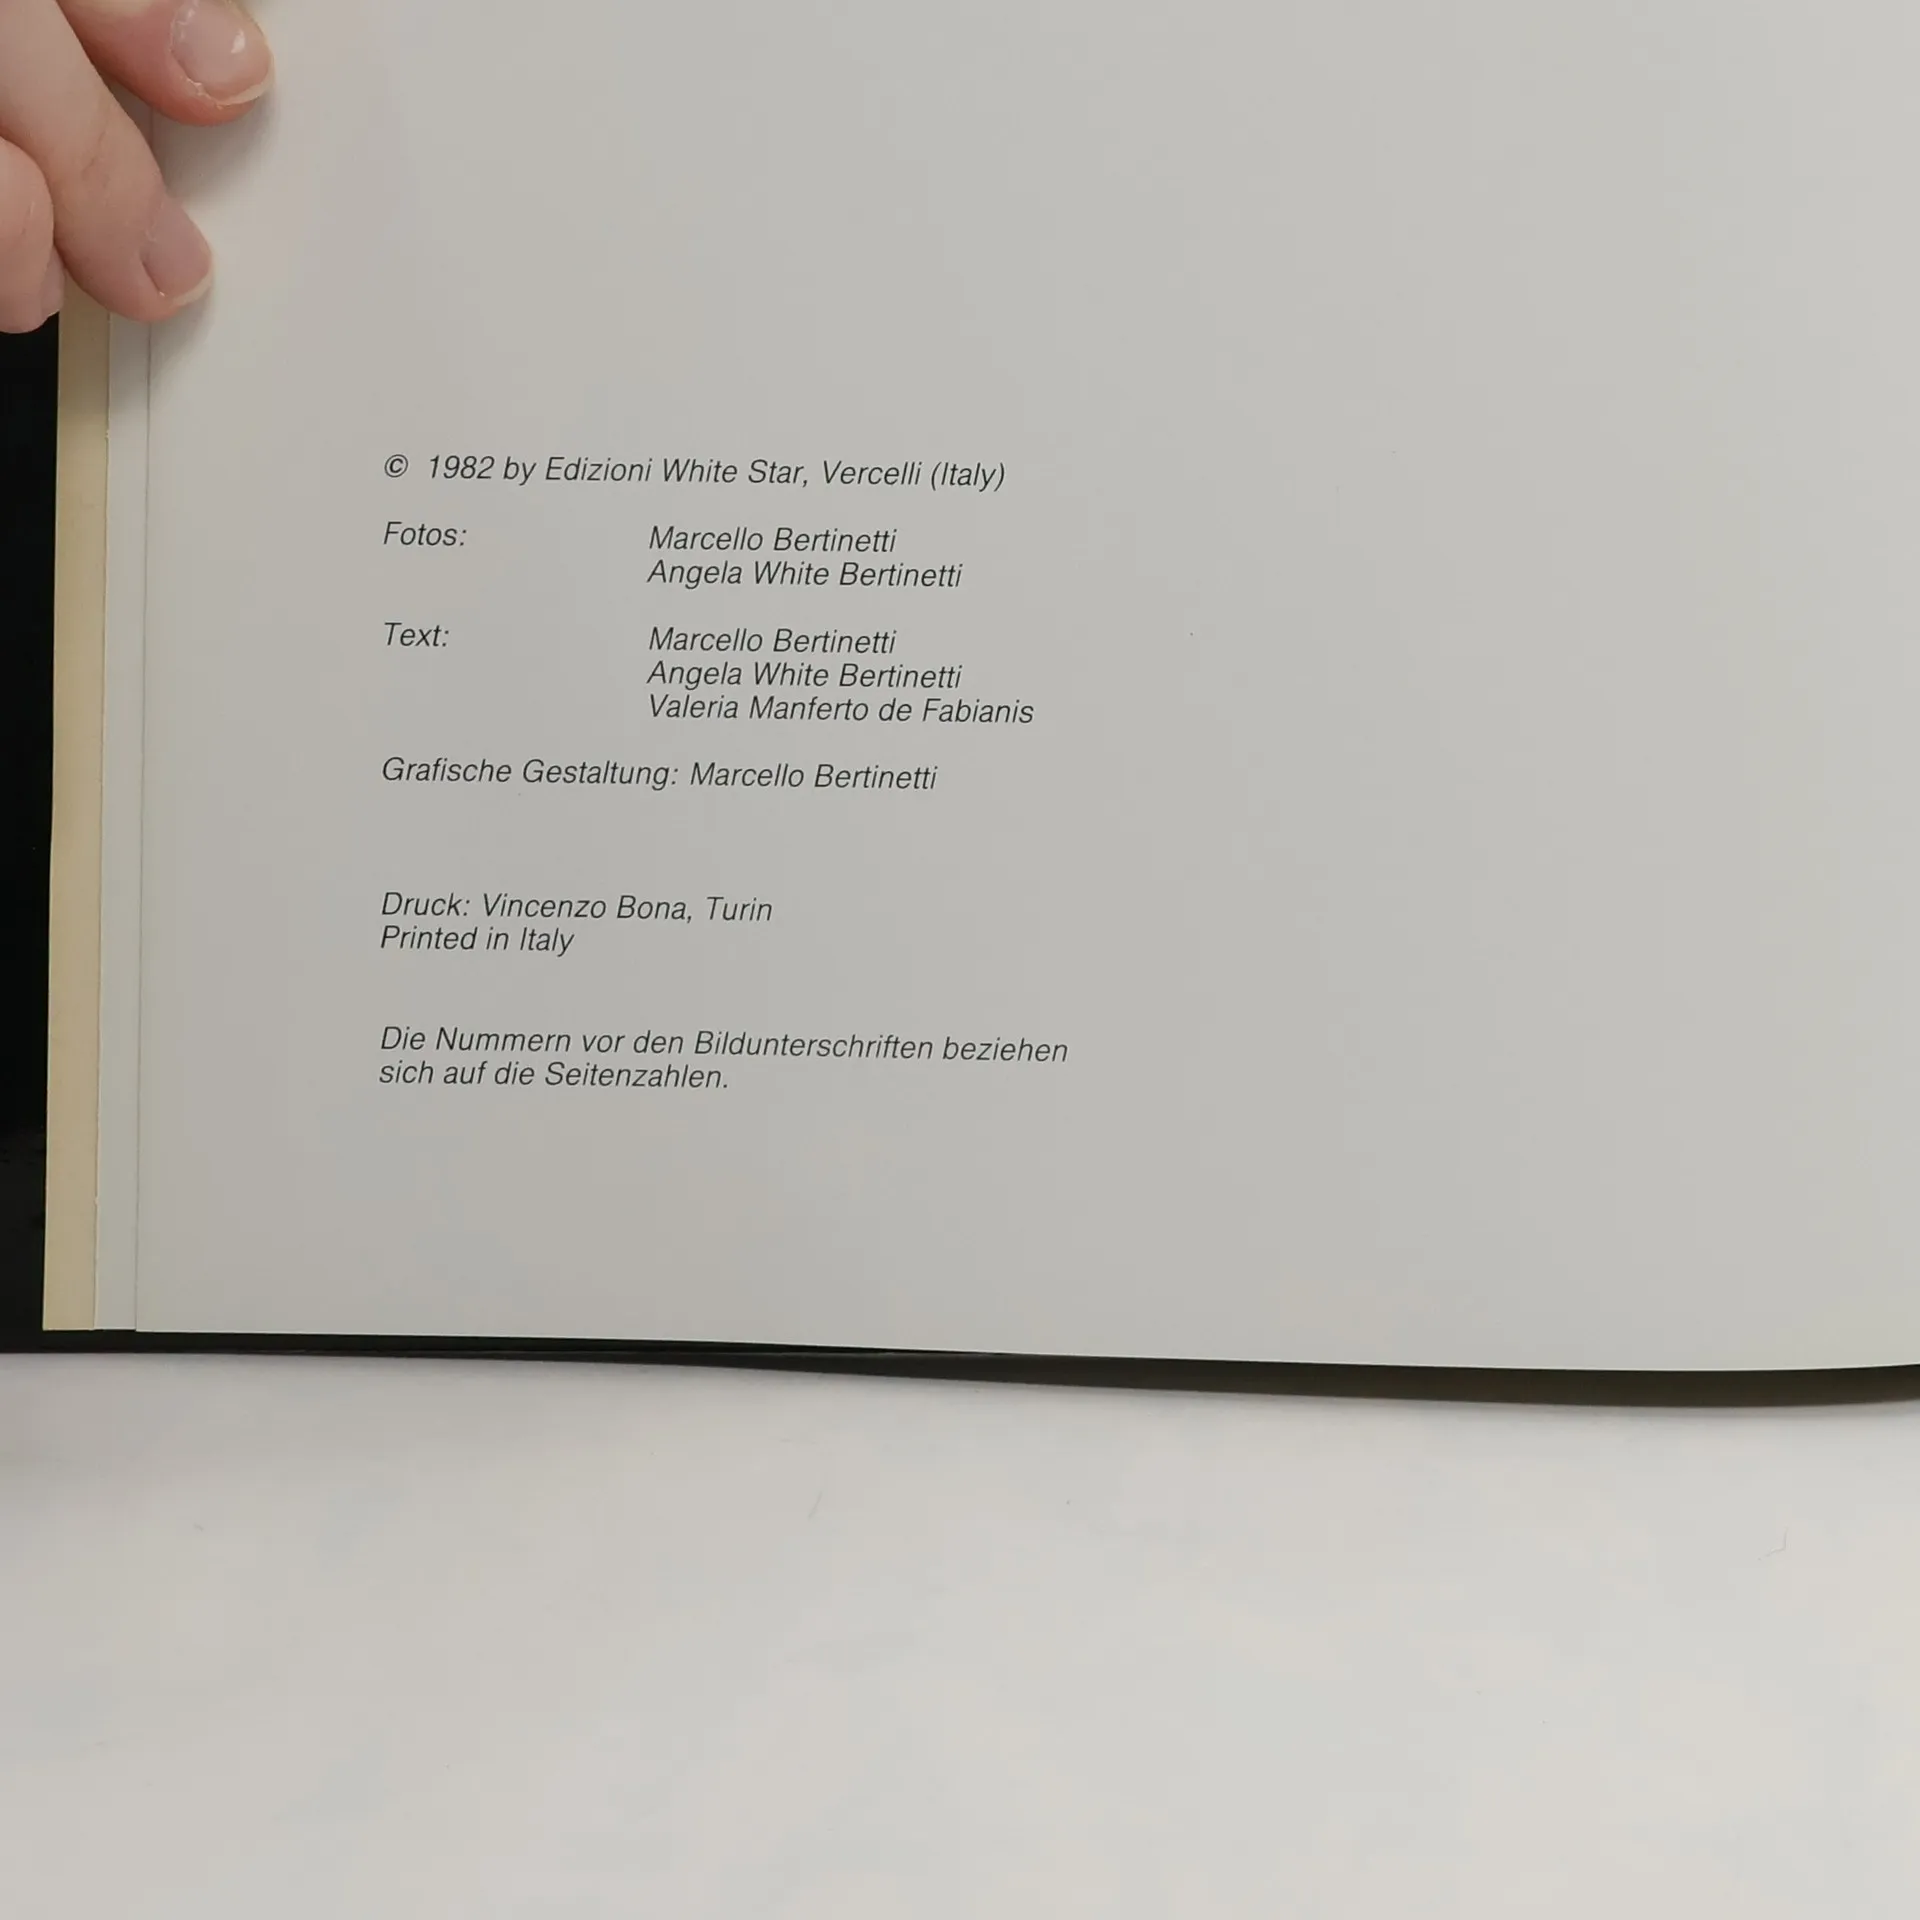 © 1982 by Edizioni White Star, Vercelli (Italy)
Fotos: Marcello Bertinetti
Angela White Bertinetti
Text: Marcello Bertinetti
Angela White Bertinetti
Valeria Manferto de Fabianis
Grafische Gestaltung: Marcello Bertinetti
Druck: Vincenzo Bona, Turin
Printed in Italy
Die Nummern vor den Bildunterschriften beziehen
sich auf die Seitenzahlen.